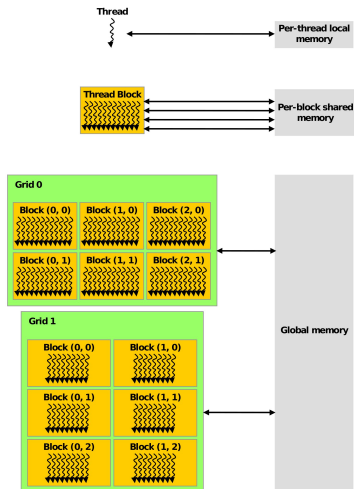 Thread
Per-thread local
memory
Thread Block
Per-block shared
memory
Grid 0
Block (0, 0) Block (1, 0) Block (2, 0)
Block (0, 1) Block (1, 1) Block (2, 1)
Global memory
Grid 1
Block (0, 0) Block (1, 0)
Block (0, 1) Block (1, 1)
Block (0, 2) Block (1, 2)